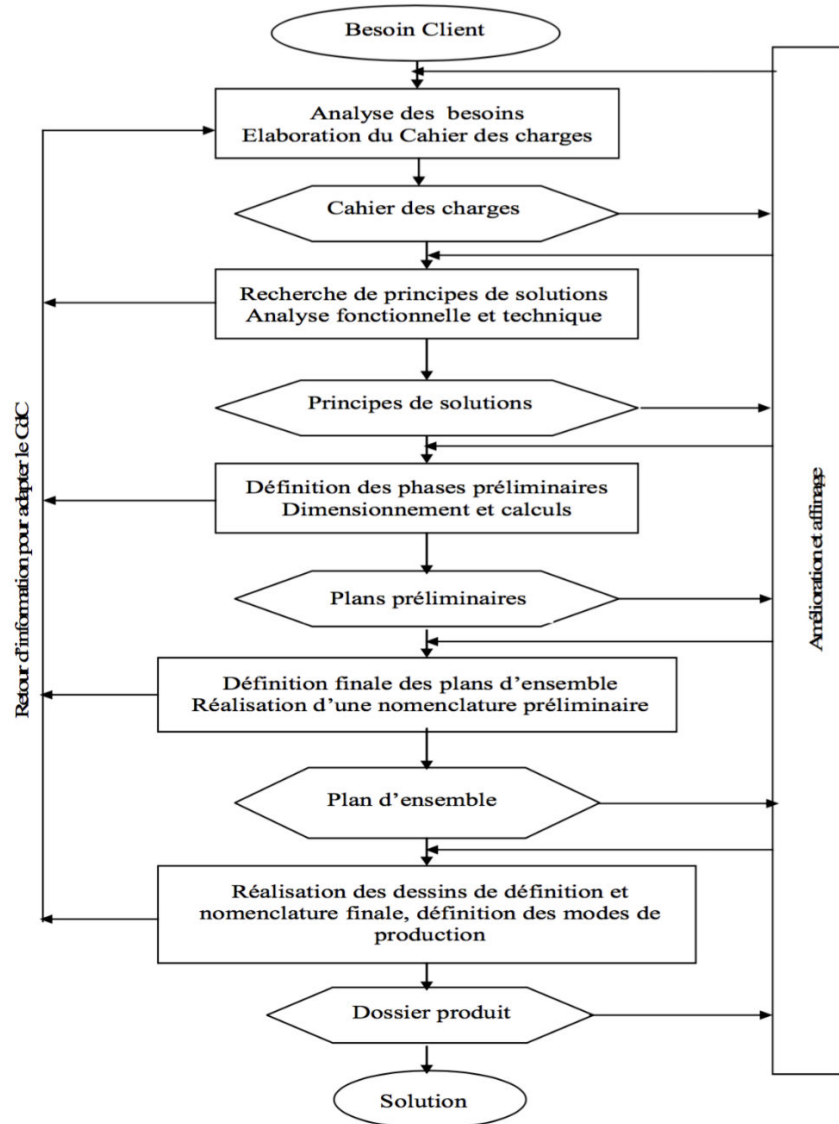 Besoin Client
Analyse des besoins
Elaboration du Cahier des charges
Cahier des charges
Recherche de principes de solutions
Analyse fonctionnelle et technique
Principes de solutions
Définition des phases préliminaires
Dimensionnement et calculs
Plans préliminaires
Définition finale des plans d’ensemble
Réalisation d’une nomenclature préliminaire
Plan d’ensemble
Réalisation des dessins de définition et
nomenclature finale, définition des modes de
production
Dossier produit
Solution
Retour d’information pour adapter le CdC
Amélioration et affinage